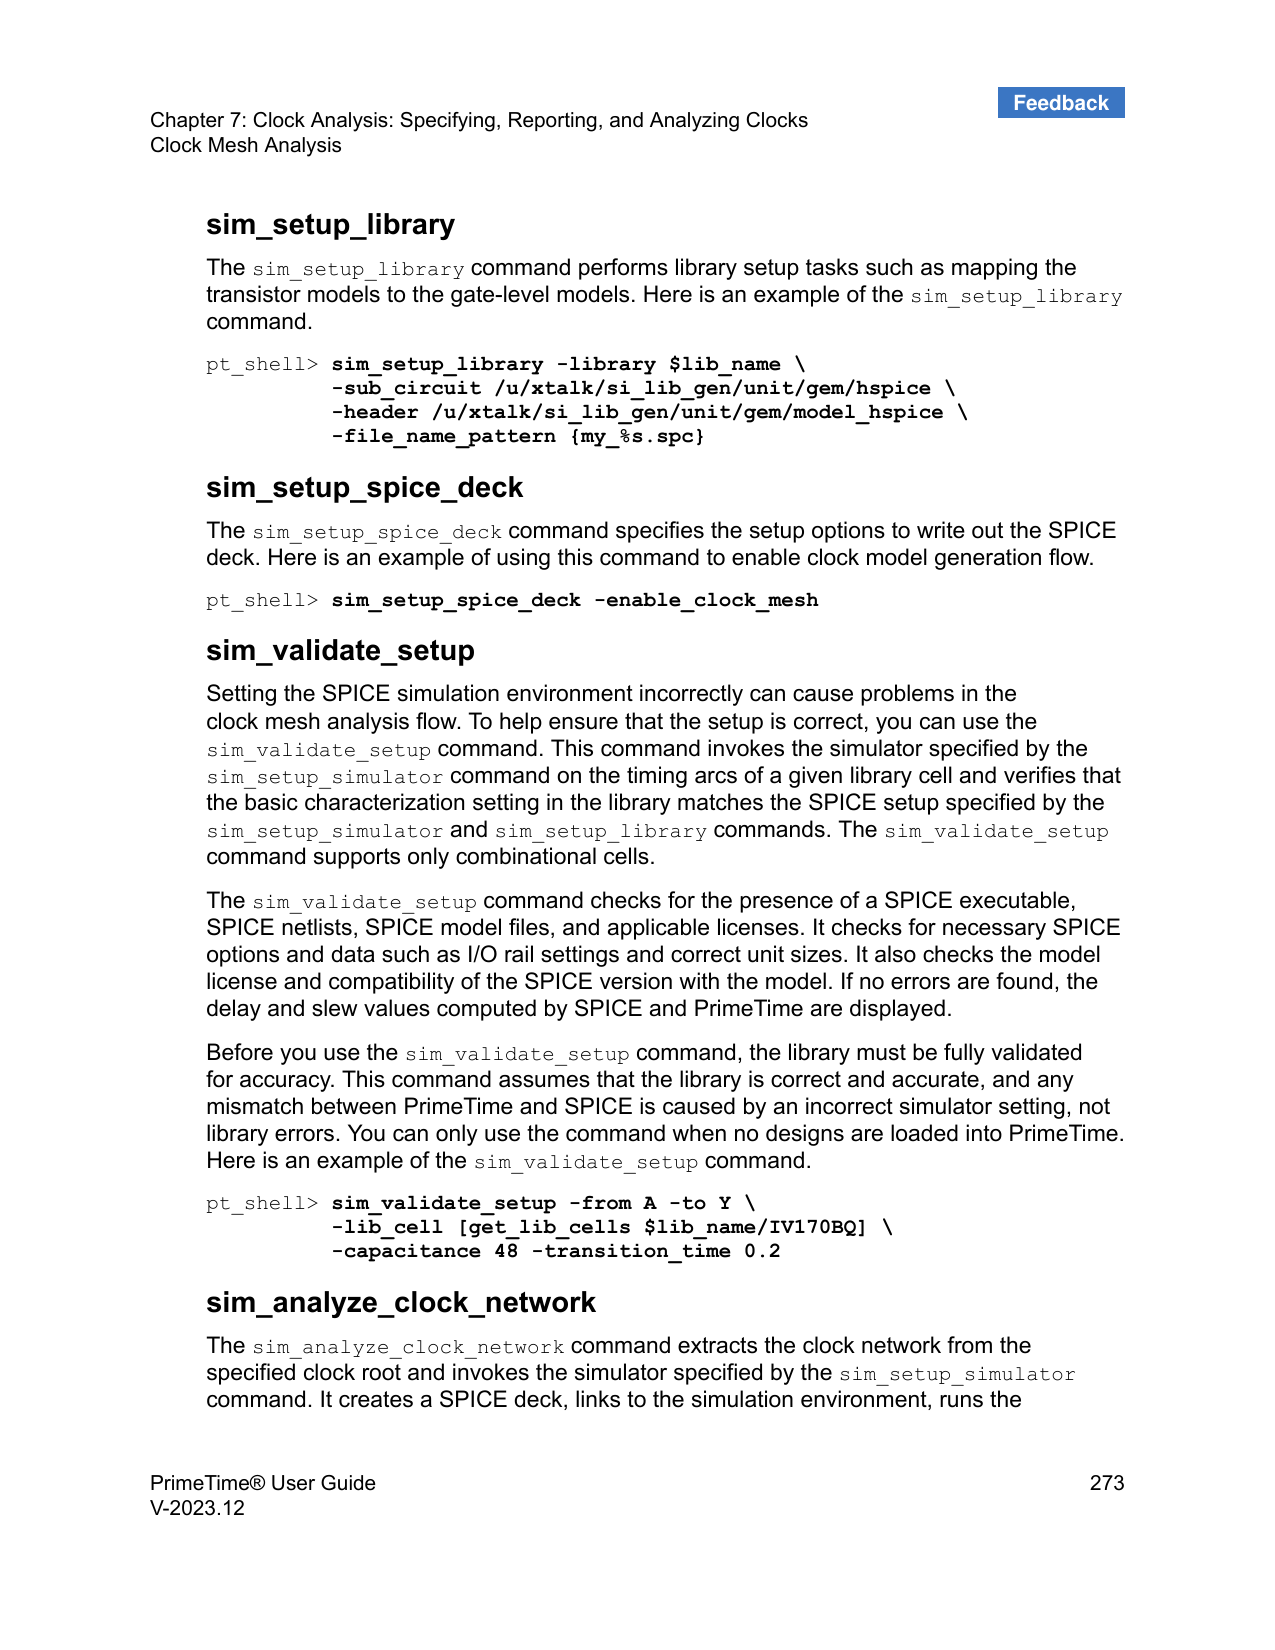 Feedback
Chapter 7: Clock Analysis: Specifying, Reporting, and Analyzing Clocks
Clock Mesh Analysis
sim_setup_library
The sim_setup_library command performs library setup tasks such as mapping the
transistor models to the gate-level models. Here is an example of the sim_setup_library
command.
pt_shell> sim_setup_library -library $lib_name \
-sub_circuit /u/xtalk/si_lib_gen/unit/gem/hspice \
-header /u/xtalk/si_lib_gen/unit/gem/model_hspice \
-file_name_pattern {my_%s.spc}
sim_setup_spice_deck
The sim_setup_spice_deck command specifies the setup options to write out the SPICE
deck. Here is an example of using this command to enable clock model generation flow.
pt_shell> sim_setup_spice_deck -enable_clock_mesh
sim_validate_setup
Setting the SPICE simulation environment incorrectly can cause problems in the
clock mesh analysis flow. To help ensure that the setup is correct, you can use the
sim_validate_setup command. This command invokes the simulator specified by the
sim_setup_simulator command on the timing arcs of a given library cell and verifies that
the basic characterization setting in the library matches the SPICE setup specified by the
sim_setup_simulator and sim_setup_library commands. The sim_validate_setup
command supports only combinational cells.
The sim_validate_setup command checks for the presence of a SPICE executable,
SPICE netlists, SPICE model files, and applicable licenses. It checks for necessary SPICE
options and data such as I/O rail settings and correct unit sizes. It also checks the model
license and compatibility of the SPICE version with the model. If no errors are found, the
delay and slew values computed by SPICE and PrimeTime are displayed.
Before you use the sim_validate_setup command, the library must be fully validated
for accuracy. This command assumes that the library is correct and accurate, and any
mismatch between PrimeTime and SPICE is caused by an incorrect simulator setting, not
library errors. You can only use the command when no designs are loaded into PrimeTime.
Here is an example of the sim_validate_setup command.
pt_shell> sim_validate_setup -from A -to Y \
-lib_cell [get_lib_cells $lib_name/IV170BQ] \
-capacitance 48 -transition_time 0.2
sim_analyze_clock_network
The sim_analyze_clock_network command extracts the clock network from the
specified clock root and invokes the simulator specified by the sim_setup_simulator
command. It creates a SPICE deck, links to the simulation environment, runs the
PrimeTime® User Guide
273
V-2023.12